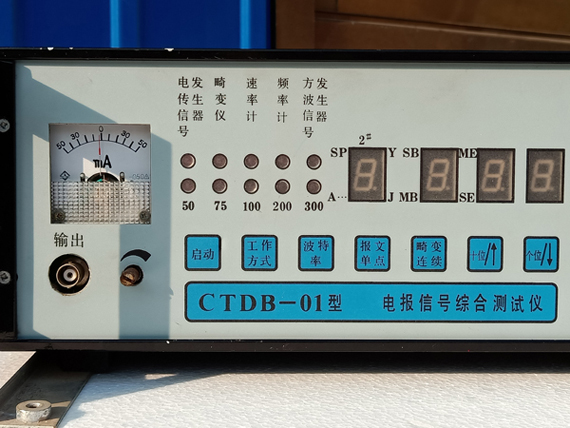 电传信号发生器 畸变仪 速率计 频率计 方波信号发生器
50 30 0 30 50
mA
2#
SP Y SB ME
A… J MB SE
50 75 100 200 300
输出
启动 工作方式 波特率 报文单点 畸变连续 十位/↑ 个位/↓
CTDB-01型 电报信号综合测试仪